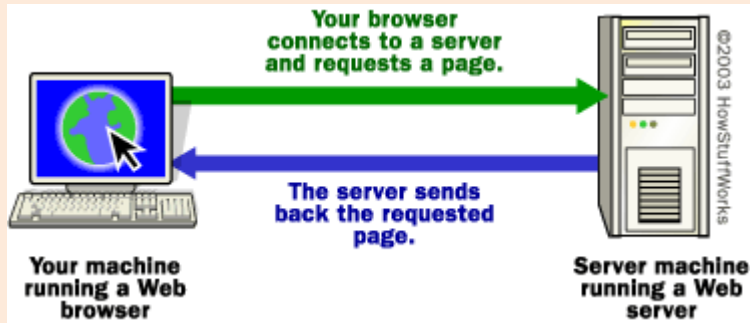 Your browser
connects to a server
and requests a page.
The server sends
back the requested
page.
Your machine
running a Web
browser
Server machine
running a Web
server
©2003 HowStuffWorks